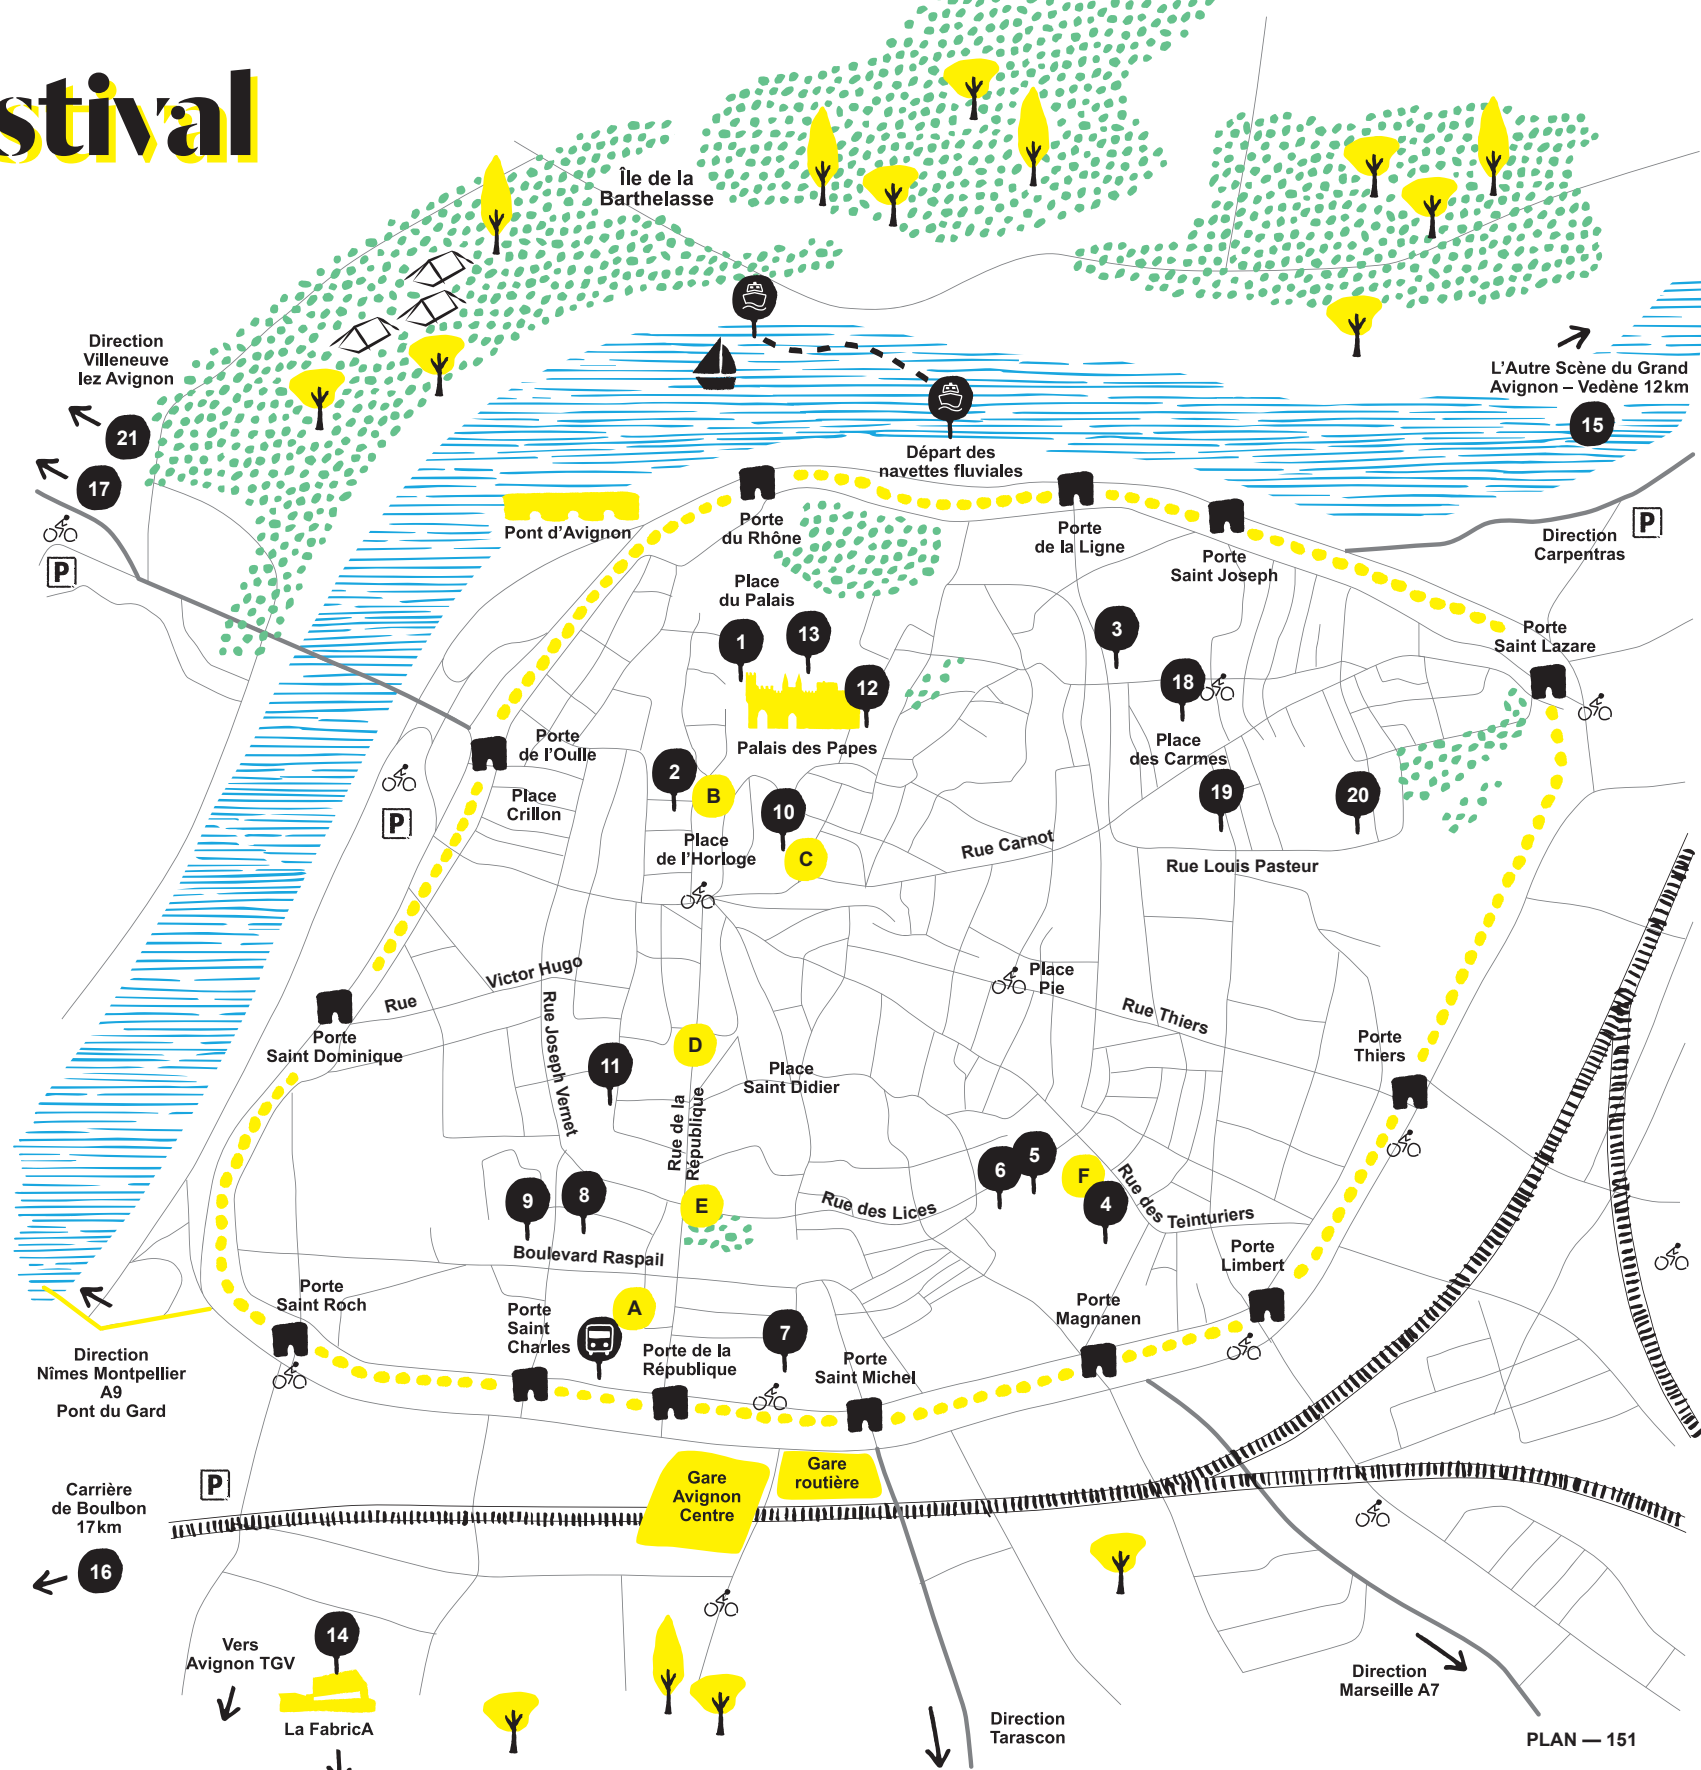 stival
Île de la
Barthelasse
Direction
Villeneuve
lez Avignon
21
17
P
L'Autre Scène du Grand
Avignon – Vedène 12km
15
Départ des
navettes fluviales
Pont d'Avignon
Porte
du Rhône
Porte
de la Ligne
Porte
Saint Joseph
Direction
Carpentras
P
Place
du Palais
1
13
12
3
18
Porte
Saint Lazare
Palais des Papes
Porte
de l'Oulle
Place
Crillon
P
2
B
10
C
Place
de l'Horloge
Place
des Carmes
19
20
Rue Carnot
Rue Louis Pasteur
Rue Victor Hugo
Place
Pie
Rue Thiers
Porte
Saint Dominique
Rue Joseph Vernet
11
D
Place
Saint Didier
Porte
Thiers
Rue de la
République
9
8
E
6
5
F
4
Rue des Lices
Rue des Teinturiers
Boulevard Raspail
Porte
Limbert
Porte
Saint Roch
Porte
Saint
Charles
A
7
Porte de la
République
Porte
Saint Michel
Porte
Magnanen
Direction
Nîmes Montpellier
A9
Pont du Gard
P
Gare
Avignon
Centre
Gare
routière
Carrière
de Boulbon
17km
16
14
Vers
Avignon TGV
La FabricA
Direction
Tarascon
Direction
Marseille A7
PLAN — 151